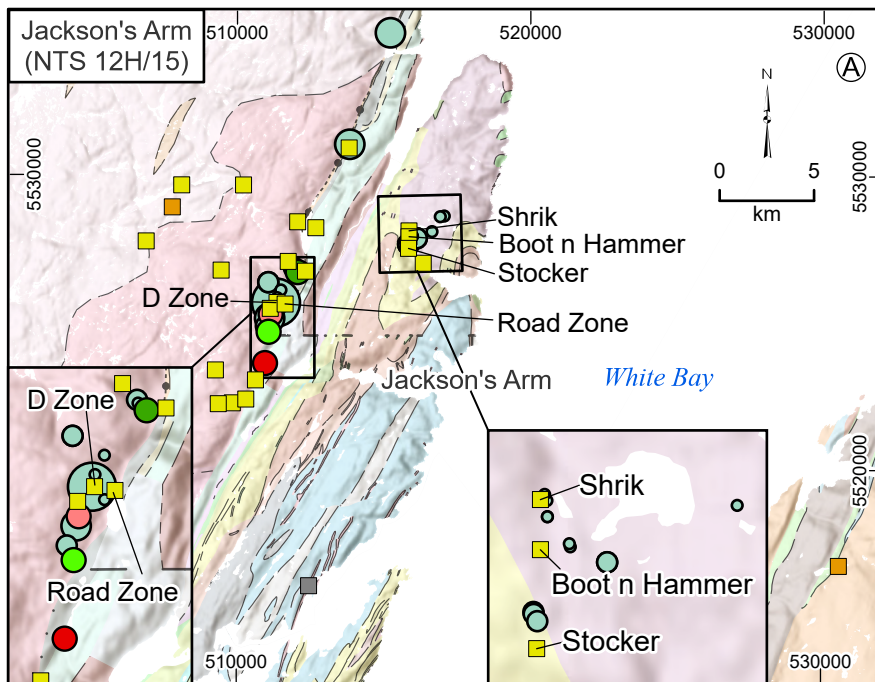 Jackson's Arm
(NTS 12H/15)
510000
520000
530000
A
N
5530000
5530000
0 5
km
Shrik
Boot n Hammer
Stocker
D Zone
Road Zone
Jackson's Arm
White Bay
D Zone
Road Zone
Shrik
Boot n Hammer
Stocker
5520000
510000
530000